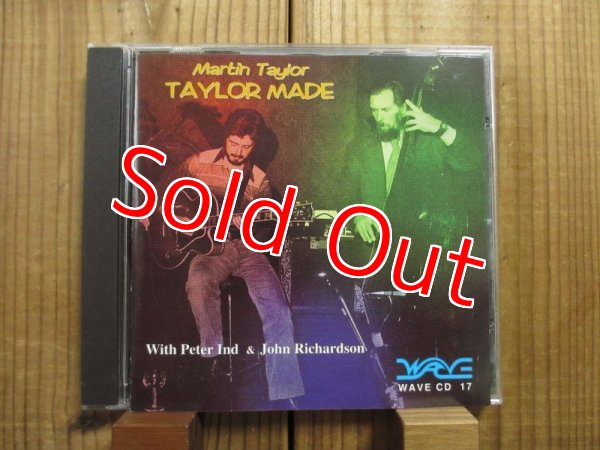 Martin Taylor
TAYLOR MADE
Sold Out
With Peter Ind & John Richardson
WAVE
WAVE CD 17